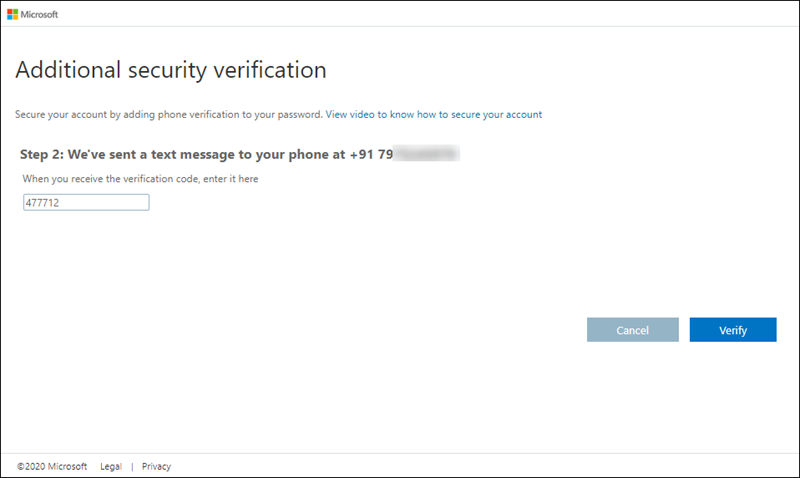 Microsoft
Additional security verification
Secure your account by adding phone verification to your password. View video to know how to secure your account
Step 2: We've sent a text message to your phone at +91 79
When you receive the verification code, enter it here
477712
Cancel Verify
©2020 Microsoft Legal | Privacy